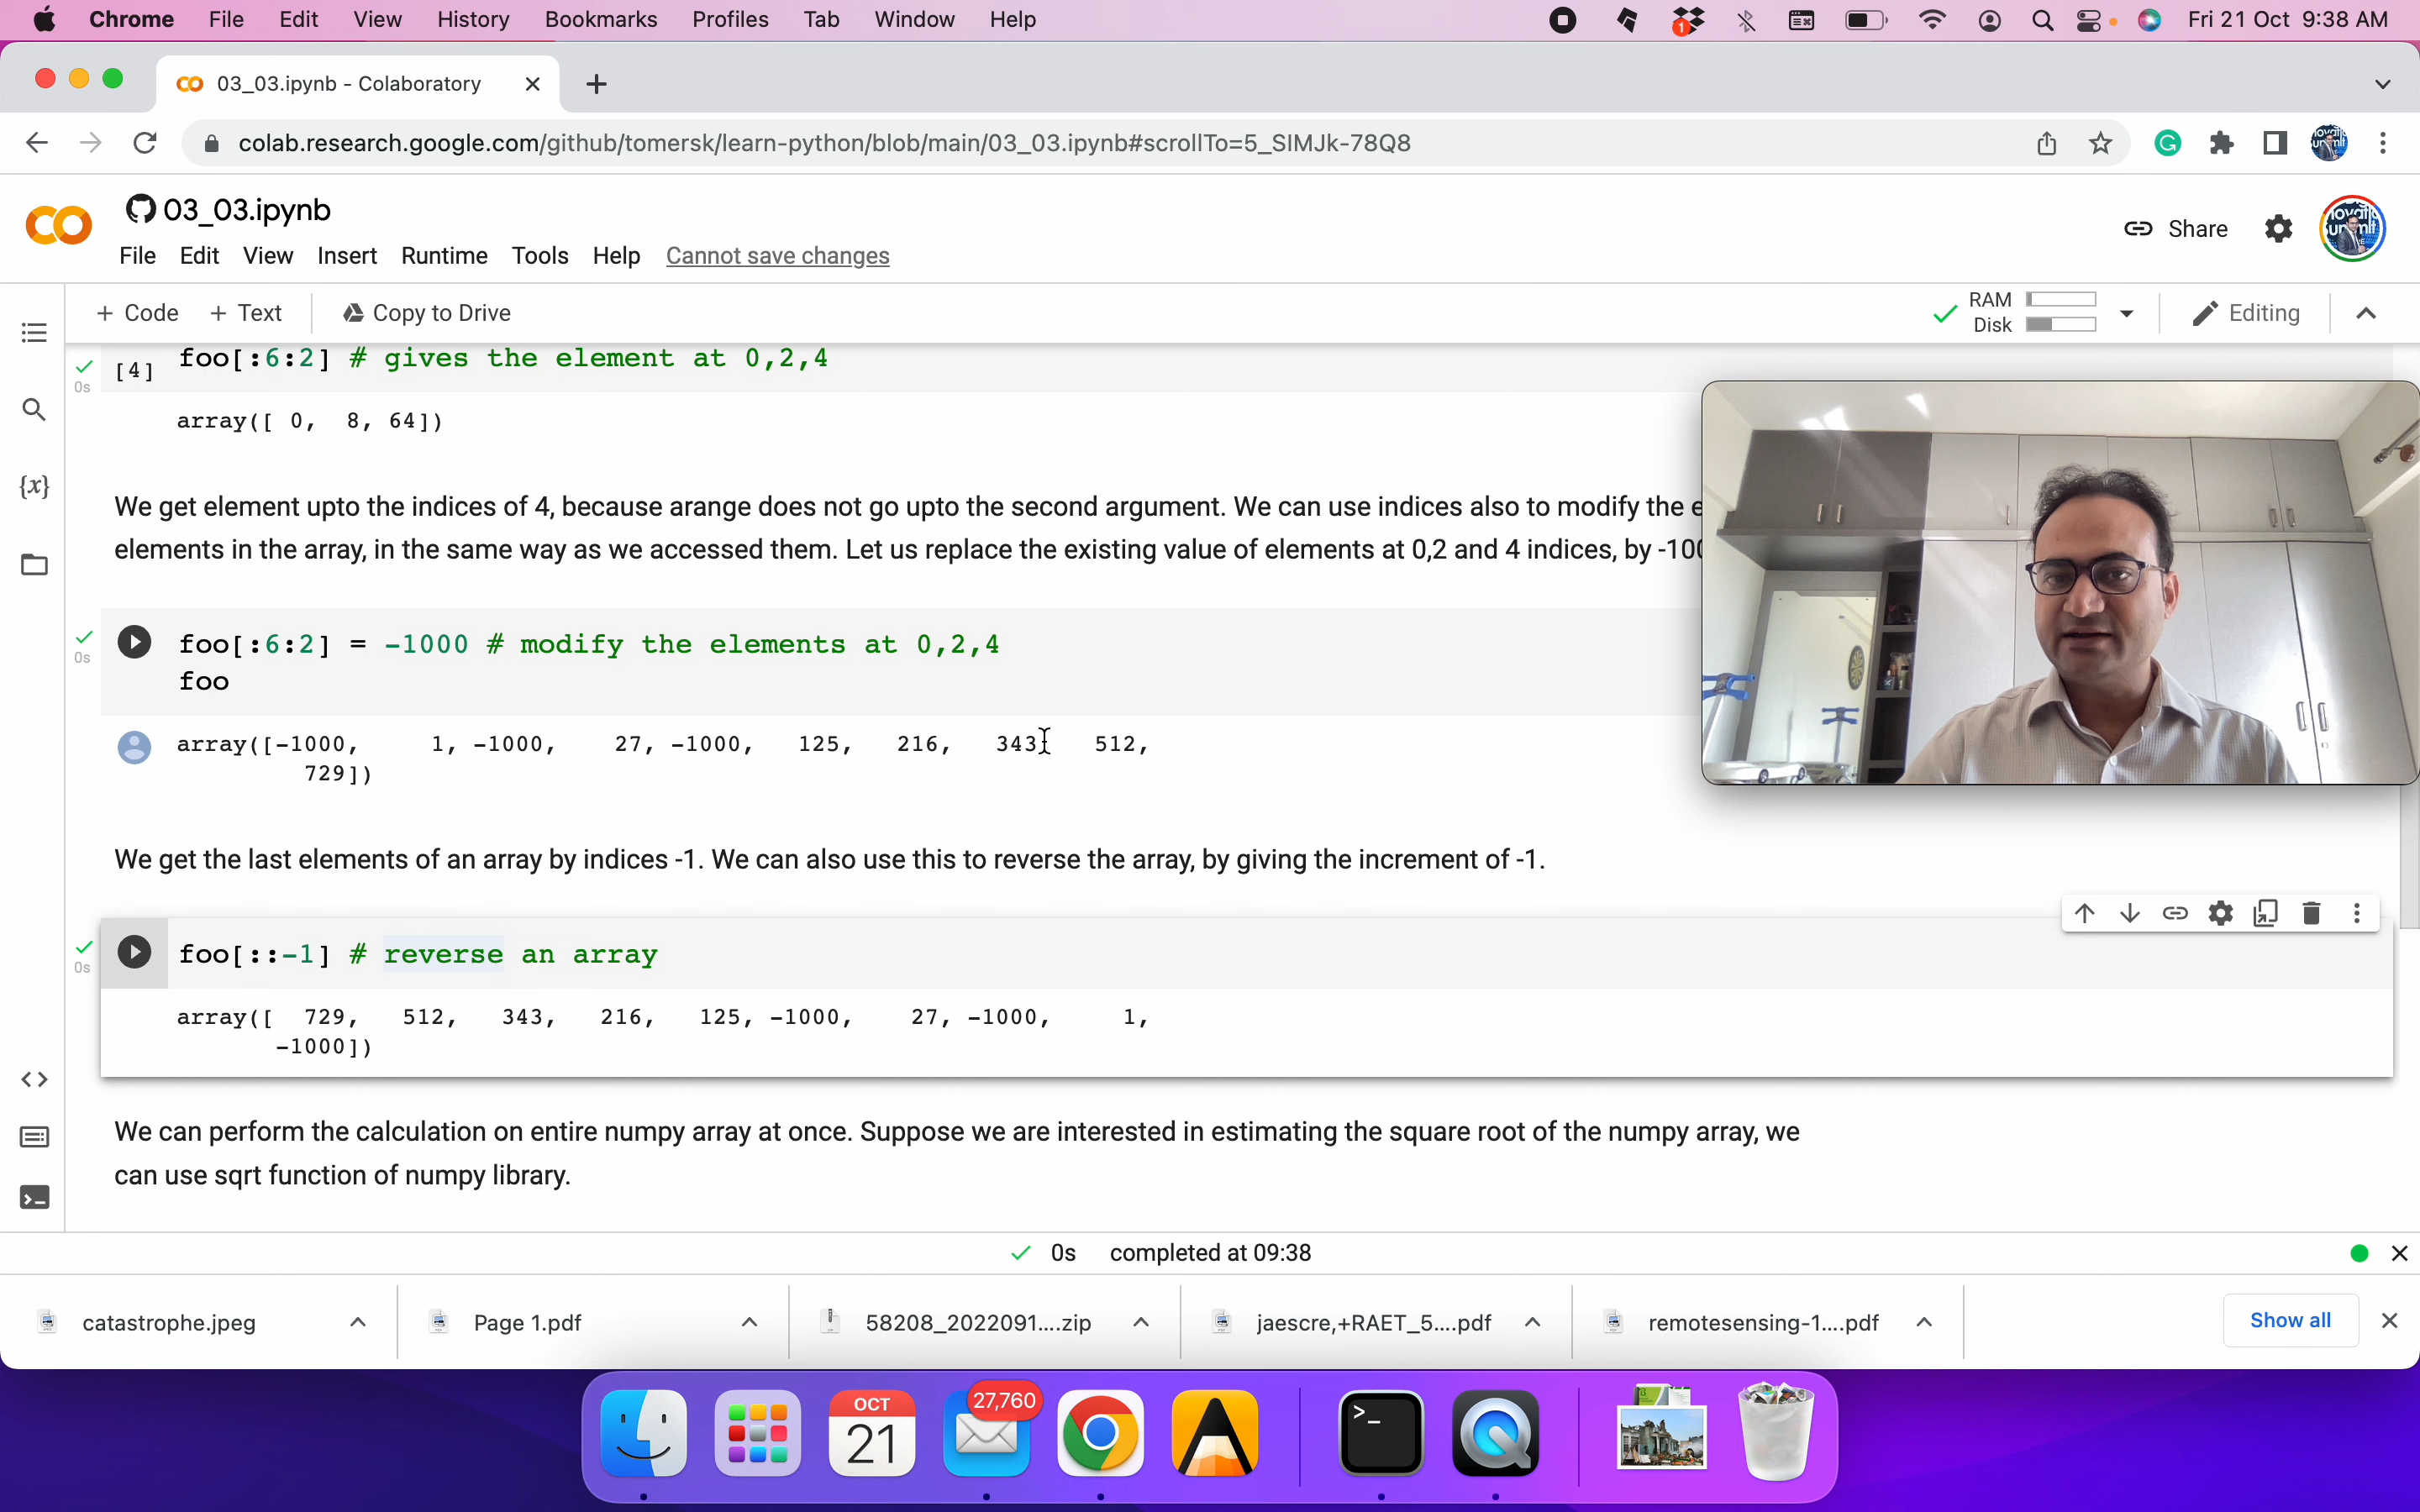 Chrome File Edit View History Bookmarks Profiles Tab Window Help 1 Fri 21 Oct 9:38 AM
03_03.ipynb - Colaboratory
colab.research.google.com/github/tomersk/learn-python/blob/main/03_03.ipynb#scrollTo=5_SIMJk-78Q8
03_03.ipynb
File Edit View Insert Runtime Tools Help Cannot save changes
Share
+ Code + Text Copy to Drive
RAM
Disk
Editing
[4] foo[:6:2] # gives the element at 0,2,4
0s
array([ 0, 8, 64])
We get element upto the indices of 4, because arange does not go upto the second argument. We can use indices also to modify the
elements in the array, in the same way as we accessed them. Let us replace the existing value of elements at 0,2 and 4 indices, by
foo[:6:2] = -1000 # modify the elements at 0,2,4
0s
foo
array([-1000, 1, -1000, 27, -1000, 125, 216, 343, 512,
729])
We get the last elements of an array by indices -1. We can also use this to reverse the array, by giving the increment of -1.
foo[::-1] # reverse an array
0s
array([ 729, 512, 343, 216, 125, -1000, 27, -1000, 1,
-1000])
We can perform the calculation on entire numpy array at once. Suppose we are interested in estimating the square root of the numpy array, we
can use sqrt function of numpy library.
0s completed at 09:38
catastrophe.jpeg Page 1.pdf 58208_2022091....zip jaescre,+RAET_5....pdf remotesensing-1....pdf Show all
OCT
21
27,760